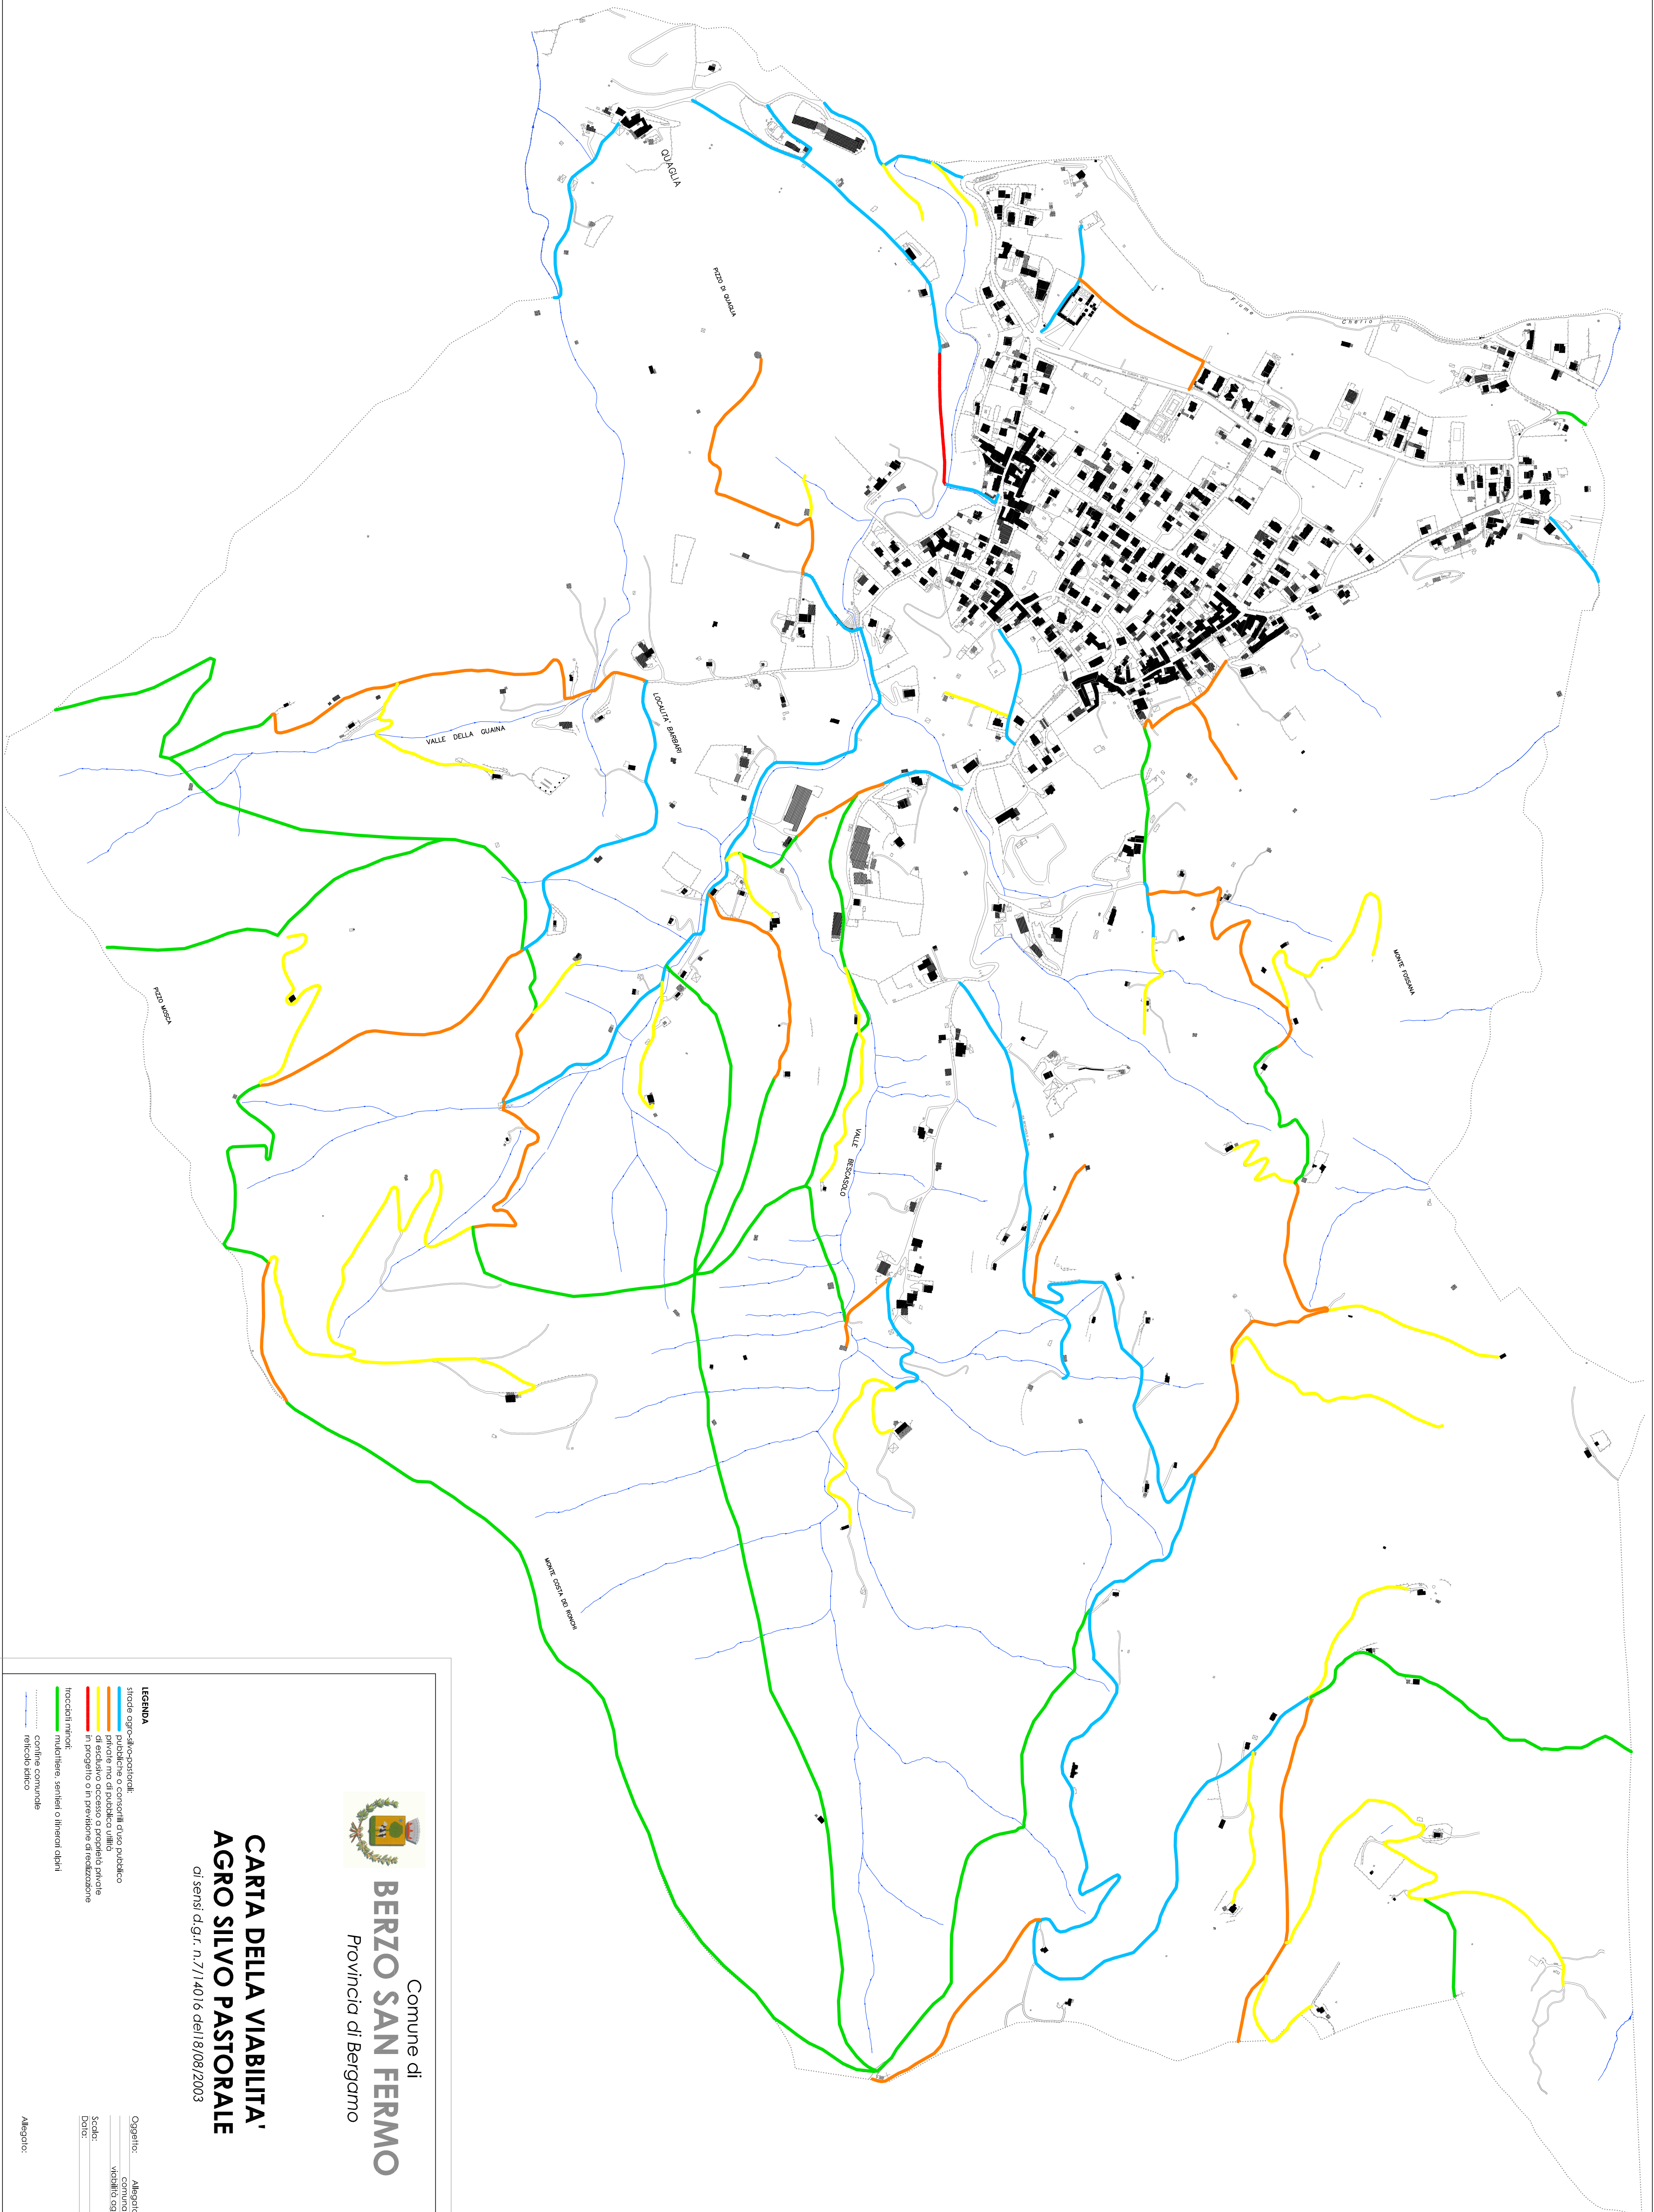 QUAGLIA
PIZZO DI QUAGLIA
Fiume
Cherio
LOCALITA' BARBARI
VALLE DELLA GUAINA
PIZZO MOSCA
MONTE FOSSANA
VALLE BESCASOLO
MONTE COSTA DEI RONCHI
Comune di
BERZO SAN FERMO
Provincia di Bergamo
CARTA DELLA VIABILITA'
AGRO SILVO PASTORALE
ai sensi d.g.r. n.7/14016 del18/08/2003
LEGENDA
strade agro-silvo-pastorali:
pubbliche o consortili d'uso pubblico
private ma di pubblica utilità
di esclusivo accesso a proprietà private
in progetto o in previsione di realizzazione
tracciati minori:
mulattiere, sentieri o itinerari alpini
confine comunale
reticolo idrico
Oggetto:
Scala:
Data:
Allegato: